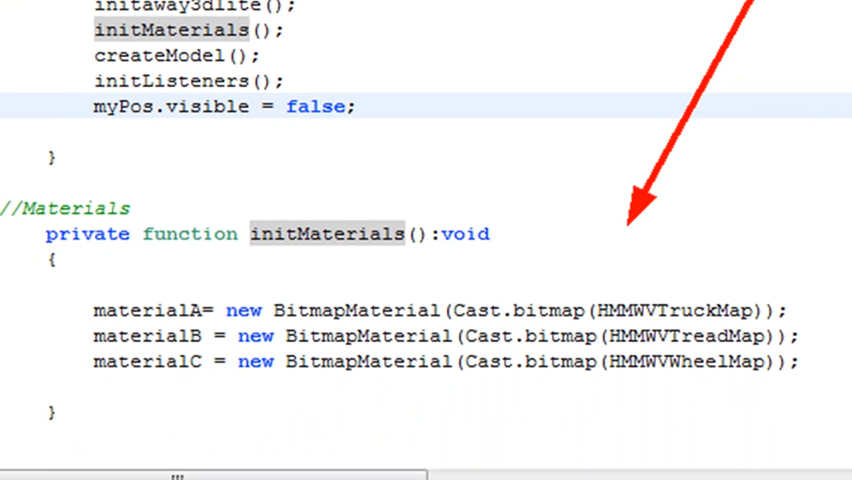 initaway3dlite();
initMaterials();
createModel();
initListeners();
myPos.visible = false;
}
//Materials
private function initMaterials():void
{
materialA= new BitmapMaterial(Cast.bitmap(HMMWVTruckMap));
materialB = new BitmapMaterial(Cast.bitmap(HMMWVTreadMap));
materialC = new BitmapMaterial(Cast.bitmap(HMMWVWheelMap));
}